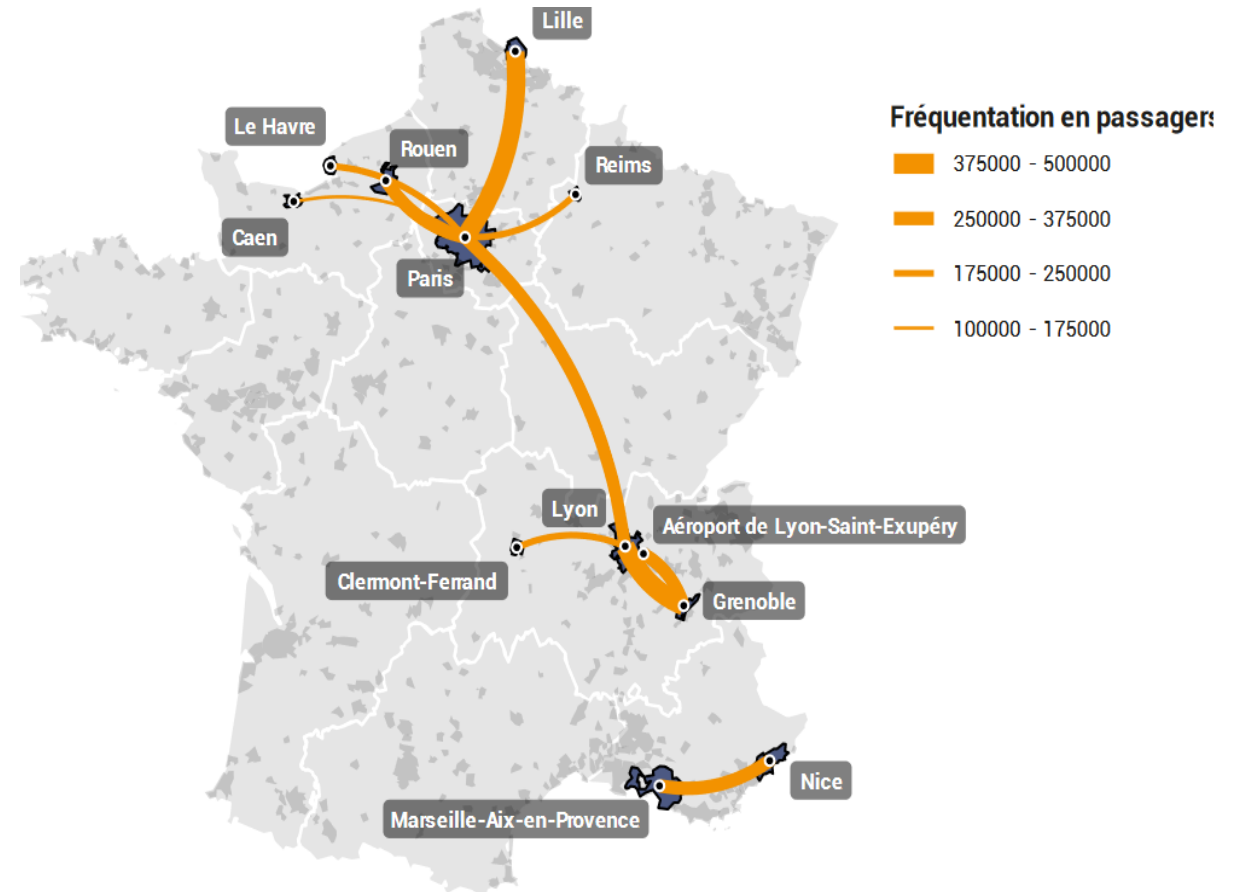 Lille
Le Havre
Rouen
Reims
Caen
Paris
Lyon
Aéroport de Lyon-Saint-Exupéry
Clermont-Ferrand
Grenoble
Nice
Marseille-Aix-en-Provence
Fréquentation en passagers
375000 - 500000
250000 - 375000
175000 - 250000
100000 - 175000